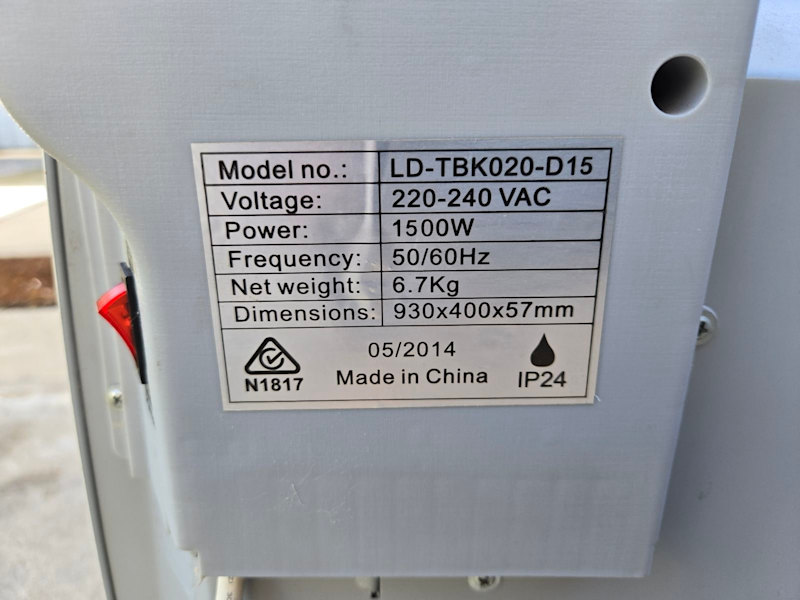 Model no.: LD-TBK020-D15
Voltage: 220-240 VAC
Power: 1500W
Frequency: 50/60Hz
Net weight: 6.7Kg
Dimensions: 930x400x57mm
05/2014
N1817 Made in China IP24